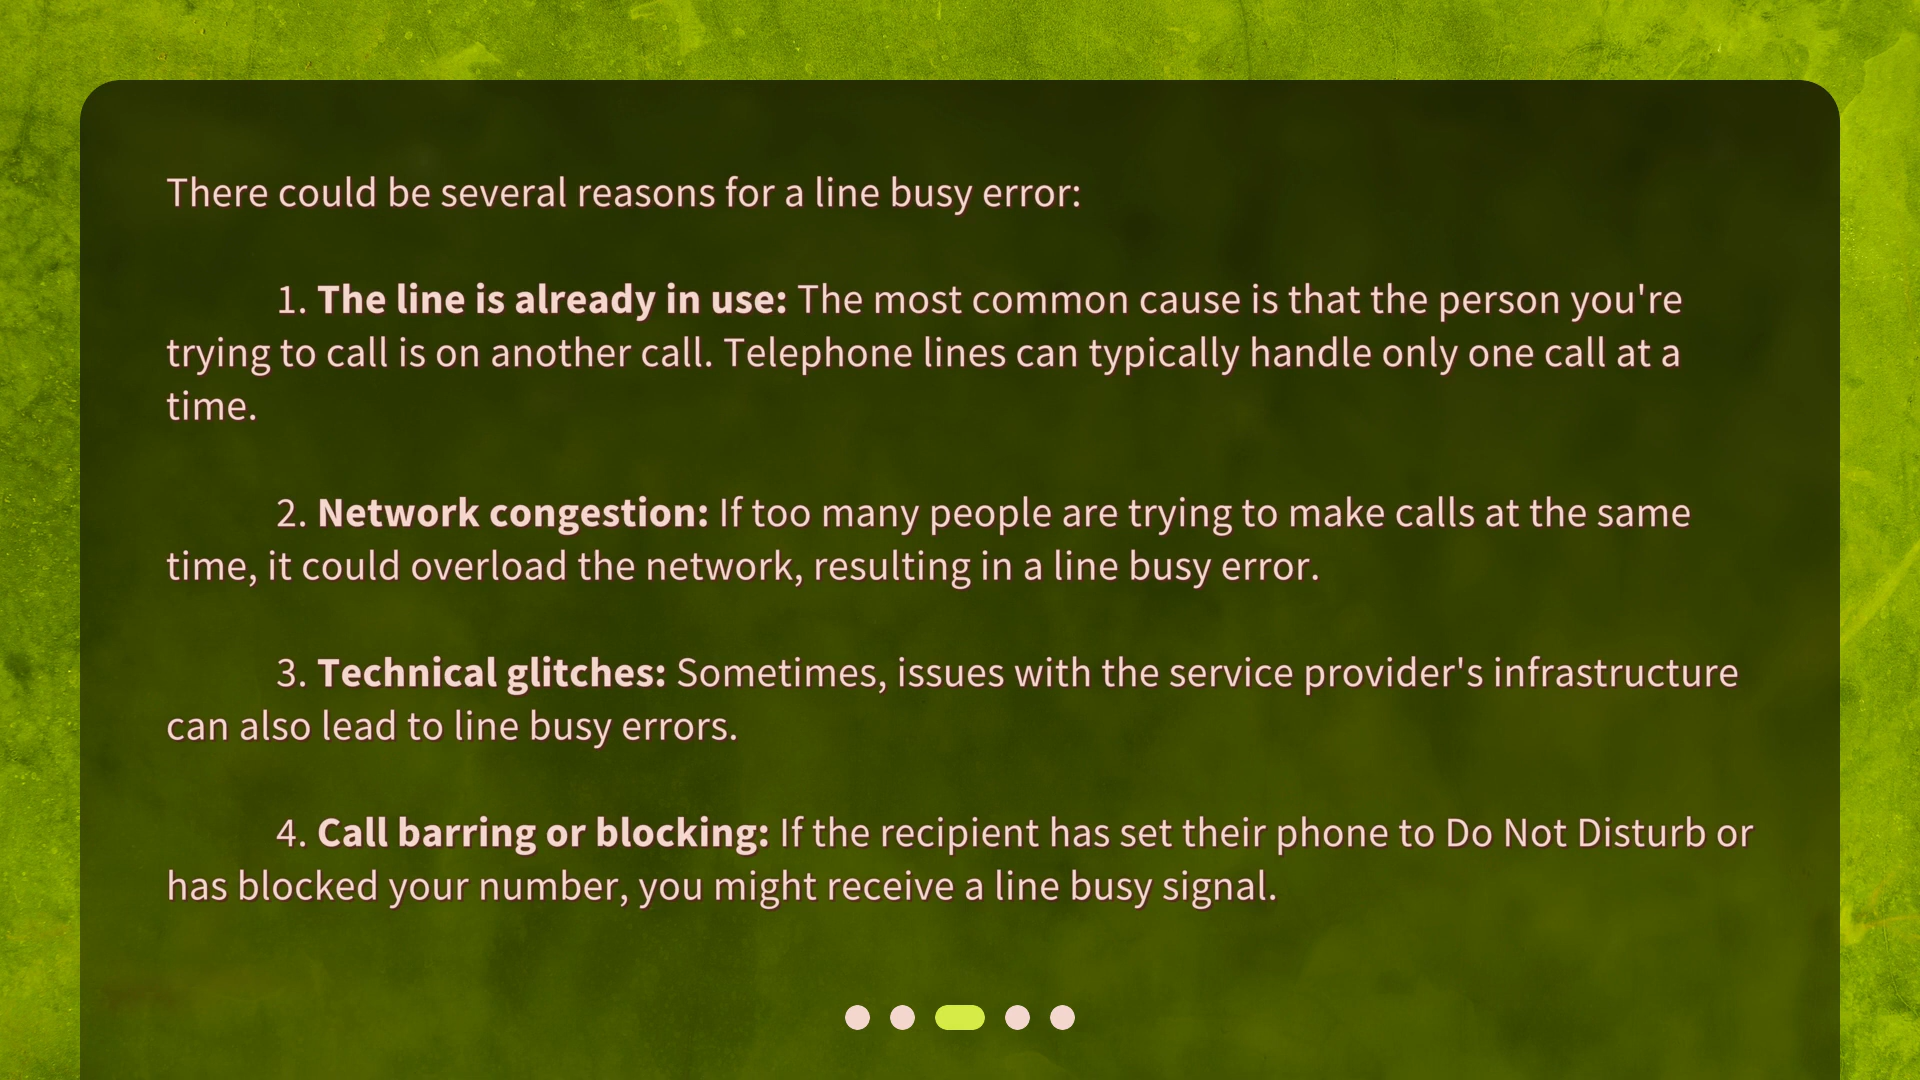 There could be several reasons for a line busy error:
1. The line is already in use: The most common cause is that the person you're
trying to call is on another call. Telephone lines can typically handle only one call at a
time.
2. Network congestion: If too many people are trying to make calls at the same
time, it could overload the network, resulting in a line busy error.
3. Technical glitches: Sometimes, issues with the service provider's infrastructure
can also lead to line busy errors.
4. Call barring or blocking: If the recipient has set their phone to Do Not Disturb or
has blocked your number, you might receive a line busy signal.